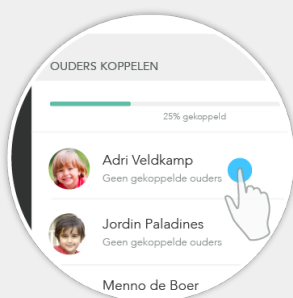 OUDERS KOPPELEN
25% gekoppeld
Adri Veldkamp
Geen gekoppelde ouders
Jordin Paladines
Geen gekoppelde ouders
Menno de Boer